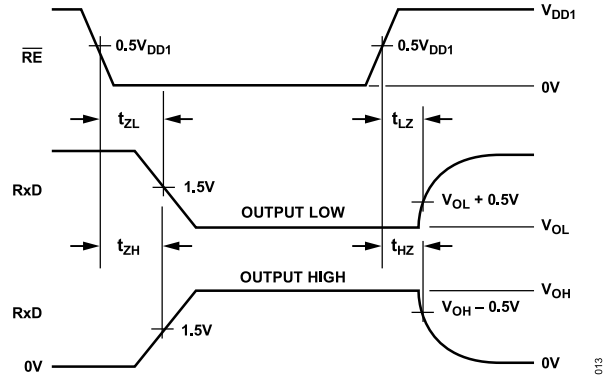 VDD1
RE
0.5VDD1
0.5VDD1
0V
tZL
tLZ
RxD
1.5V
VOL + 0.5V
OUTPUT LOW
VOL
tZH
tHZ
OUTPUT HIGH
VOH
RxD
VOH – 0.5V
1.5V
0V
0V
013